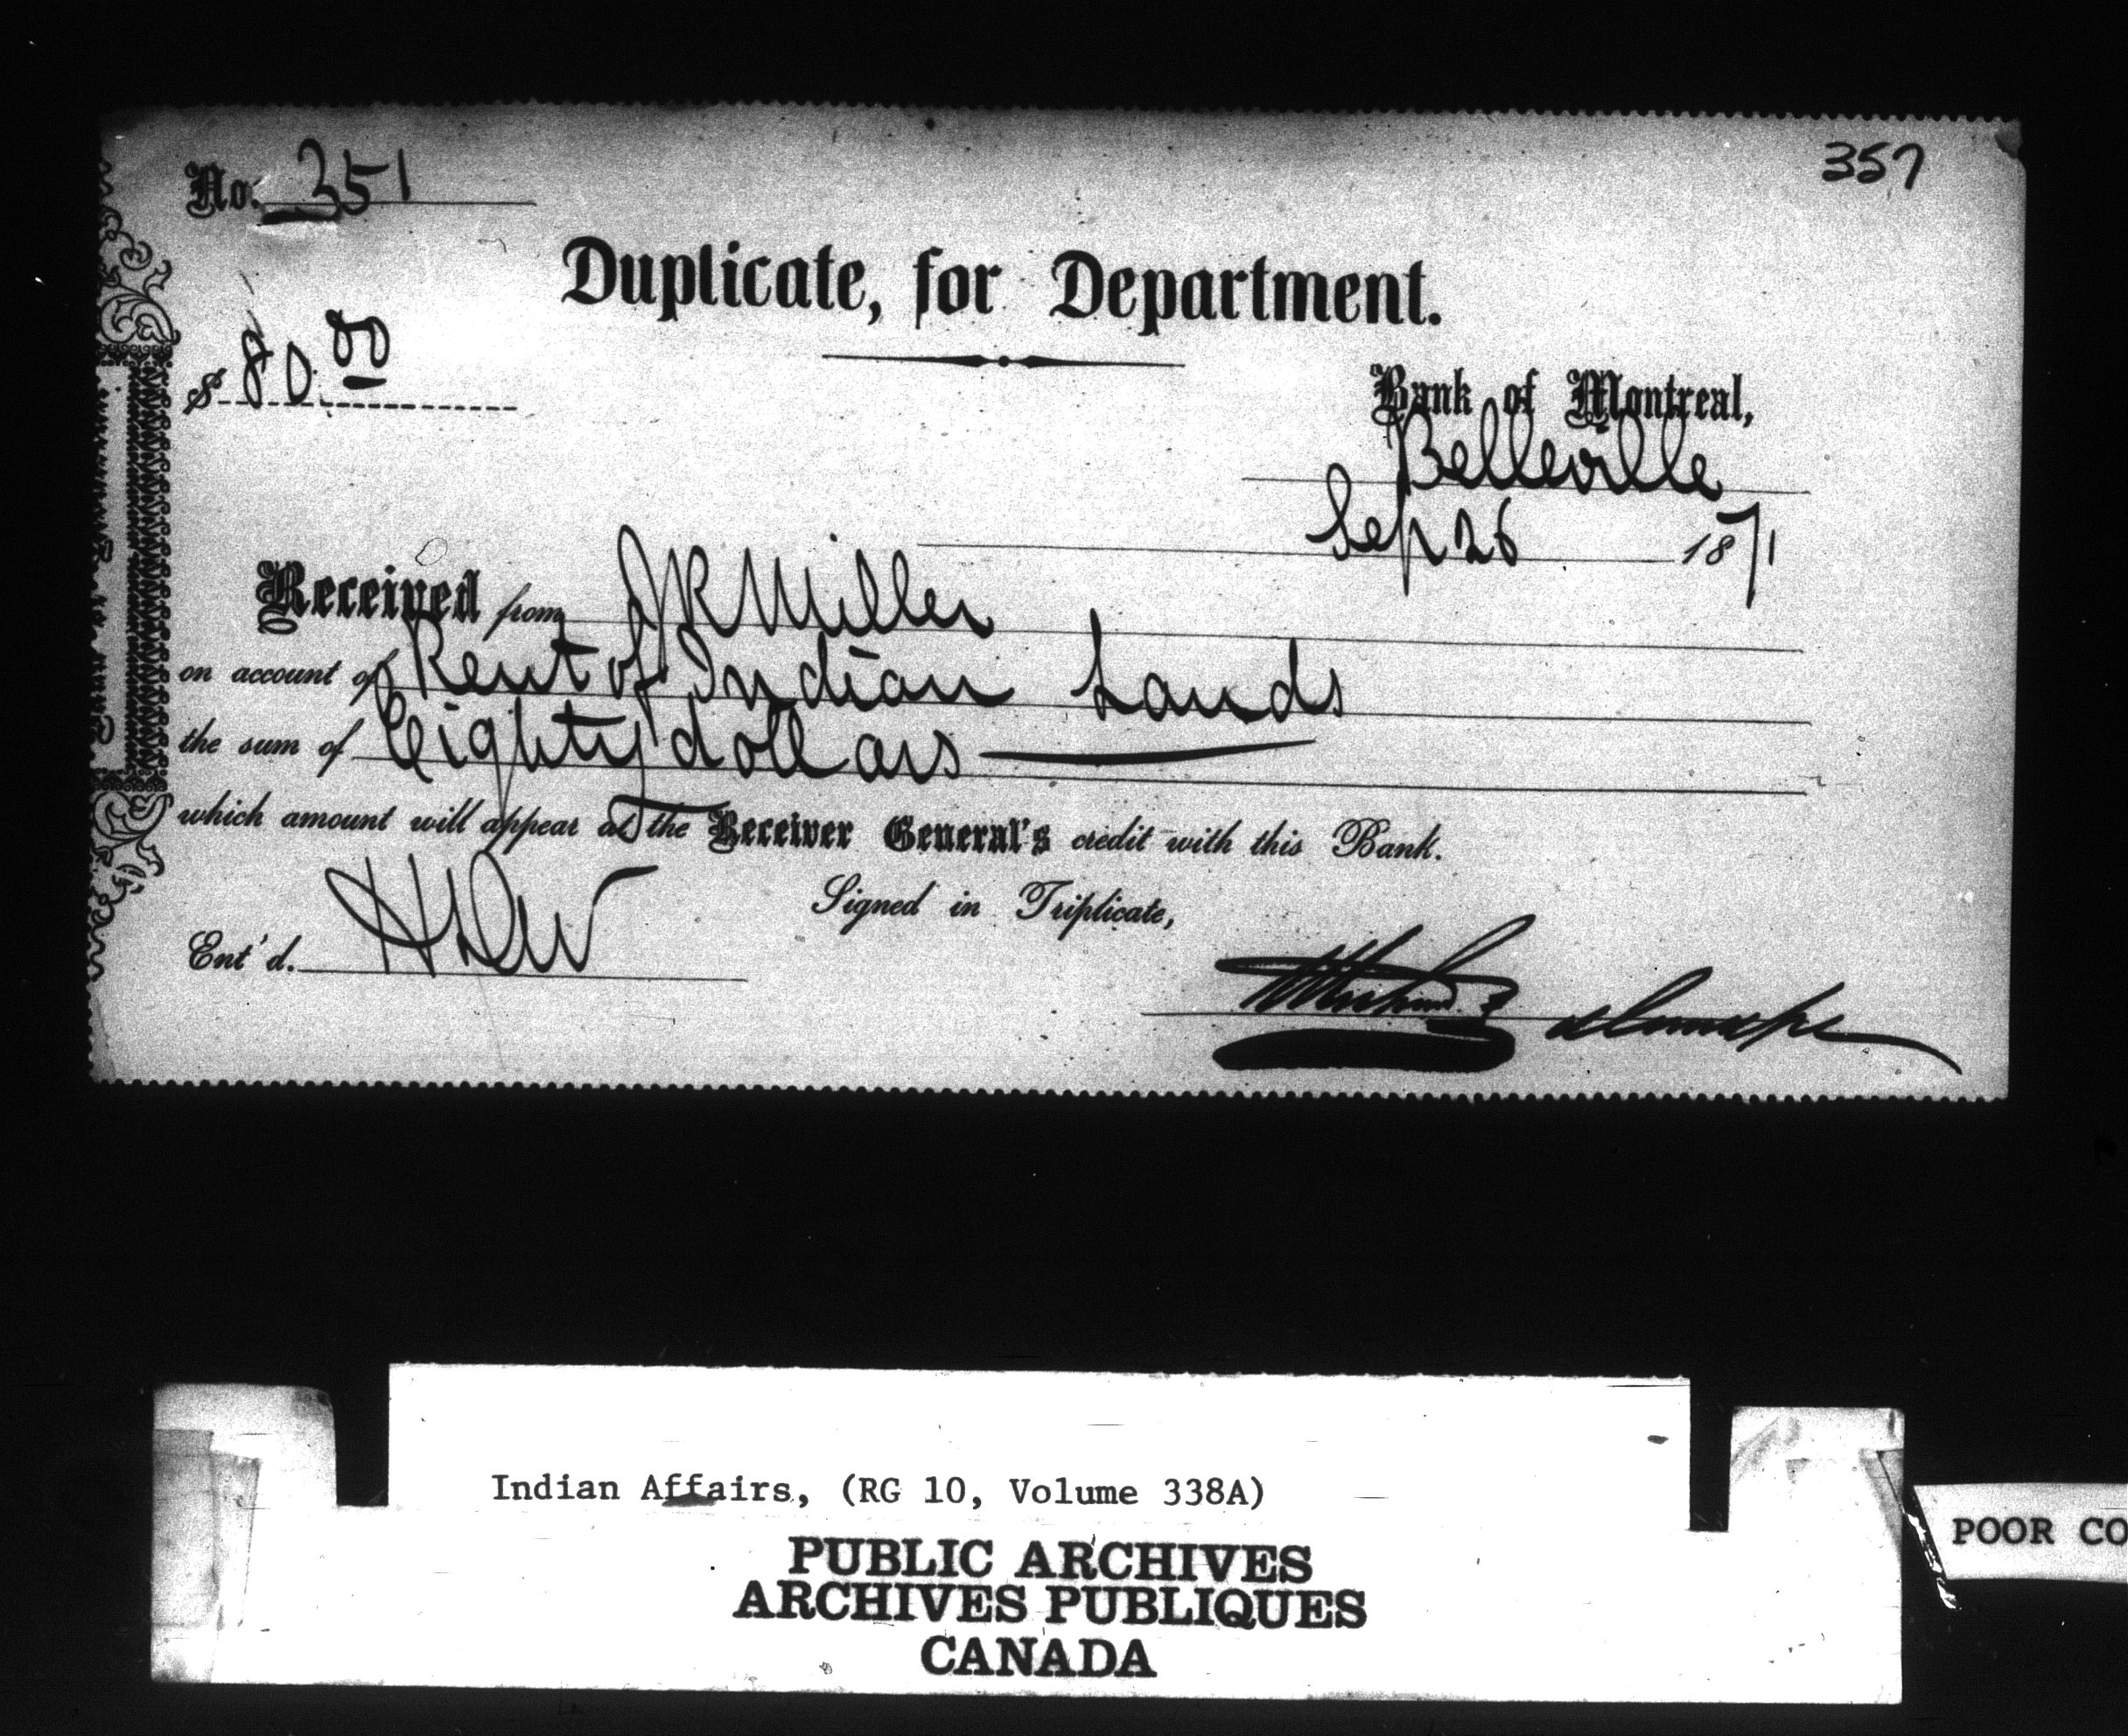 No. 351
357
Duplicate, for Department.
$ 80.00
Bank of Montreal,
Belleville
Sep 26 1871
Received from J R Miller
on account of Rent of Indian Lands
the sum of Eighty dollars
which amount will appear at the Receiver General's credit with this Bank.
Signed in Triplicate,
Ent'd.
Indian Affairs, (RG 10, Volume 338A)
PUBLIC ARCHIVES
ARCHIVES PUBLIQUES
CANADA
POOR CO